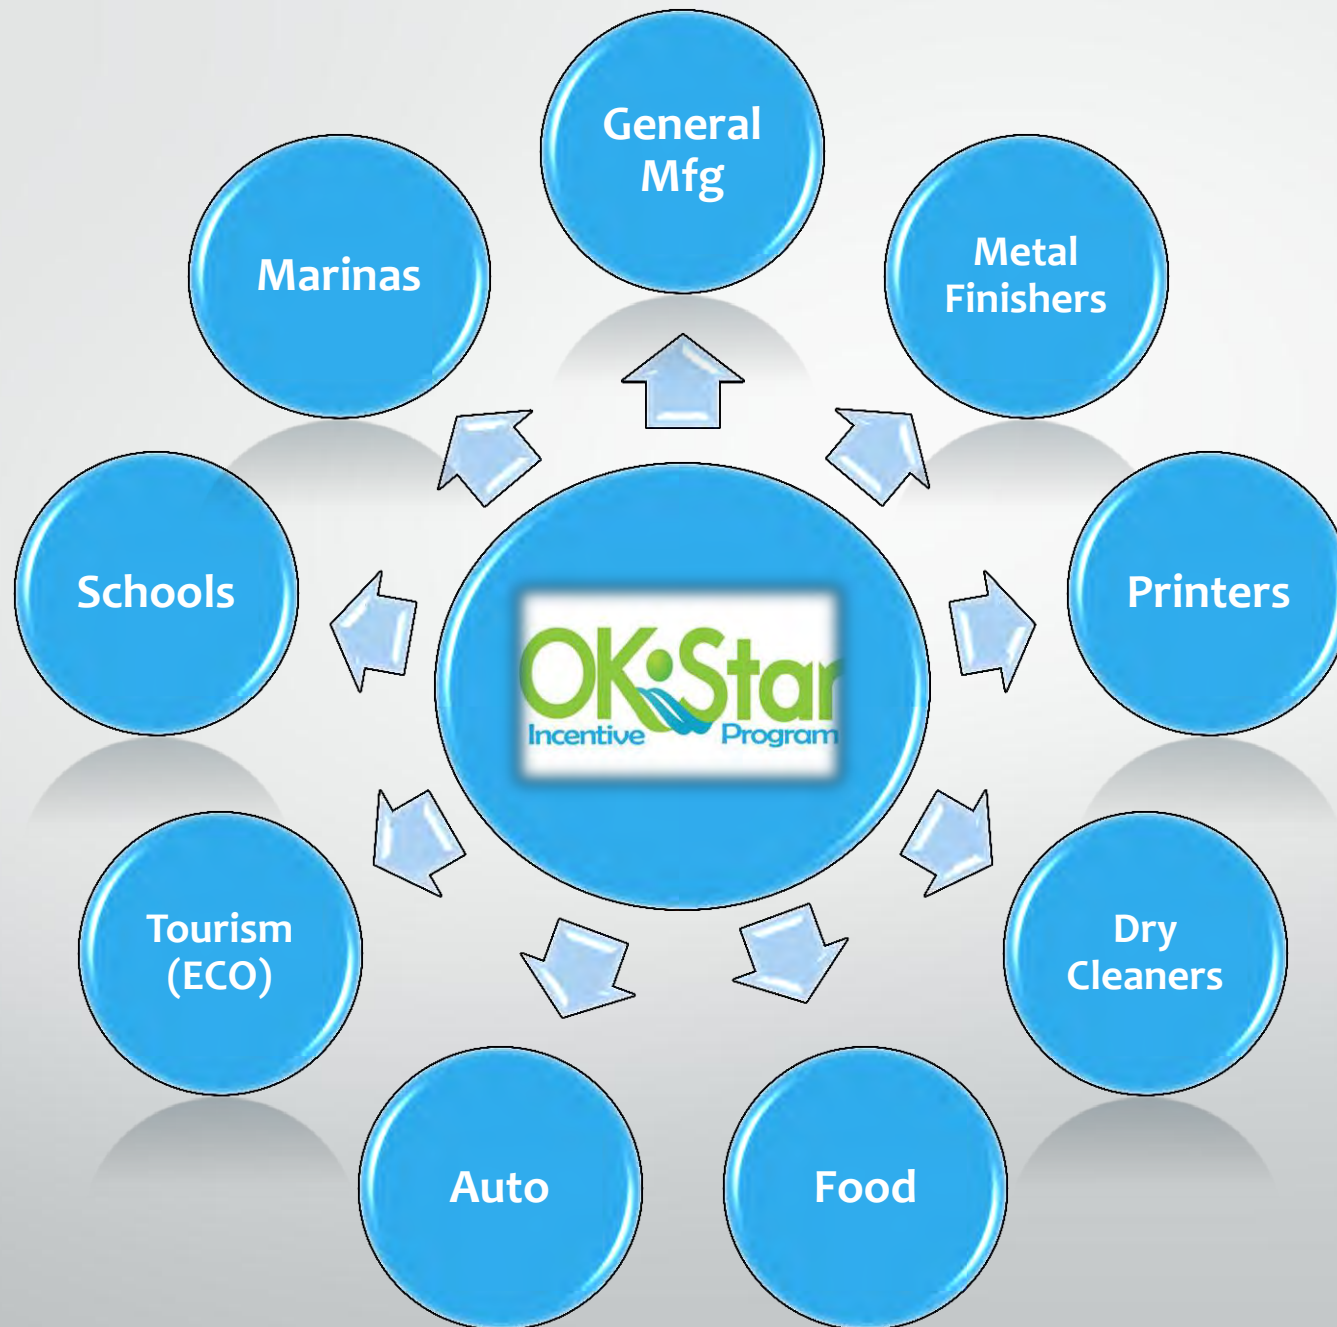 General
Mfg
Metal
Finishers
Printers
Dry
Cleaners
Food
Auto
Tourism
(ECO)
Schools
Marinas
OK Star
Incentive Program